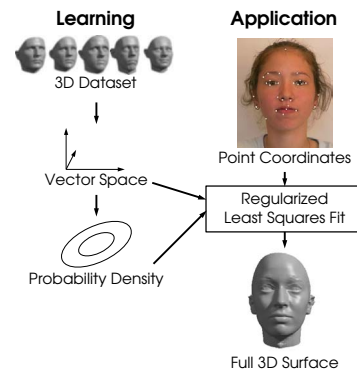 Learning
3D Dataset
Vector Space
Probability Density
Application
Point Coordinates
Regularized
Least Squares Fit
Full 3D Surface